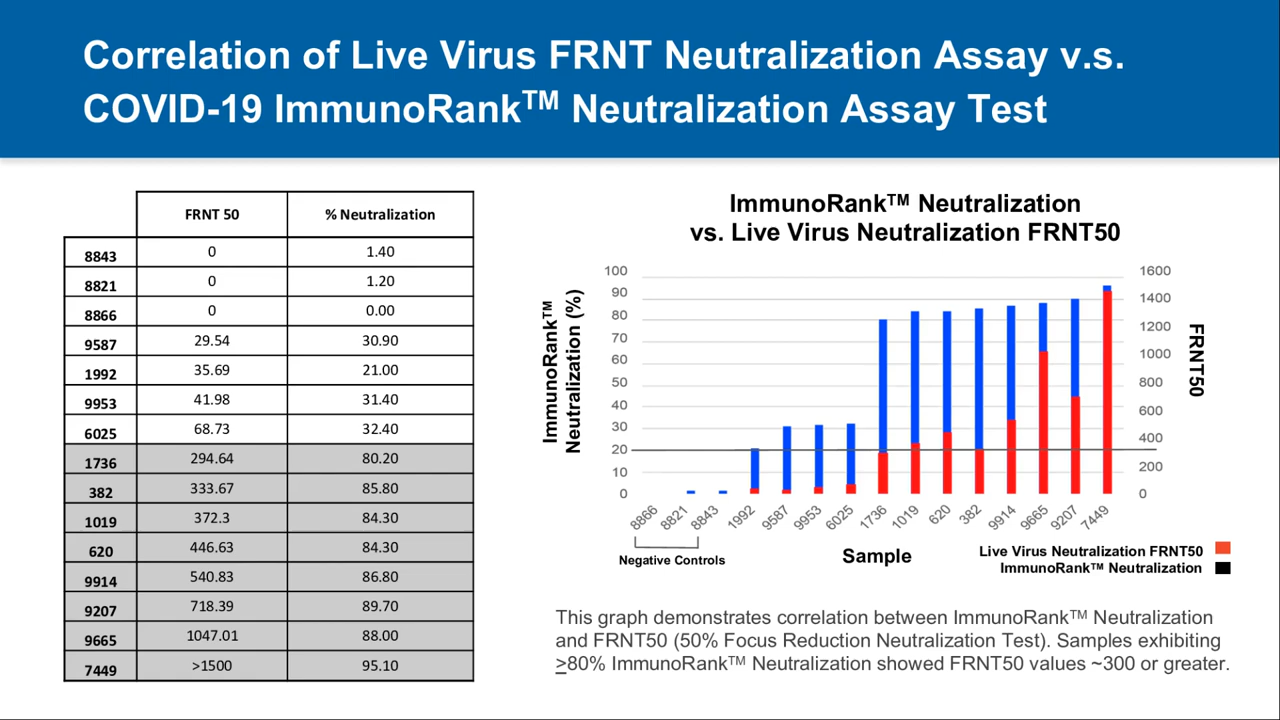 Correlation of Live Virus FRNT Neutralization Assay v.s.
COVID-19 ImmunoRank™ Neutralization Assay Test
FRNT 50 % Neutralization
8843 0 1.40
8821 0 1.20
8866 0 0.00
9587 29.54 30.90
1992 35.69 21.00
9953 41.98 31.40
6025 68.73 32.40
1736 294.64 80.20
382 333.67 85.80
1019 372.3 84.30
620 446.63 84.30
9914 540.83 86.80
9207 718.39 89.70
9665 1047.01 88.00
7449 >1500 95.10
ImmunoRank™ Neutralization
vs. Live Virus Neutralization FRNT50
ImmunoRank™
Neutralization (%)
100
90
80
70
60
50
40
30
20
10
0
1600
1400
1200
1000
800
600
400
200
0
FRNT50
8866 8821 8843 1992 9587 9953 6025 1736 1019 620 382 9914 9665 9207 7449
Negative Controls
Sample
Live Virus Neutralization FRNT50
ImmunoRank™ Neutralization
This graph demonstrates correlation between ImmunoRank™ Neutralization
and FRNT50 (50% Focus Reduction Neutralization Test). Samples exhibiting
≥80% ImmunoRank™ Neutralization showed FRNT50 values ~300 or greater.